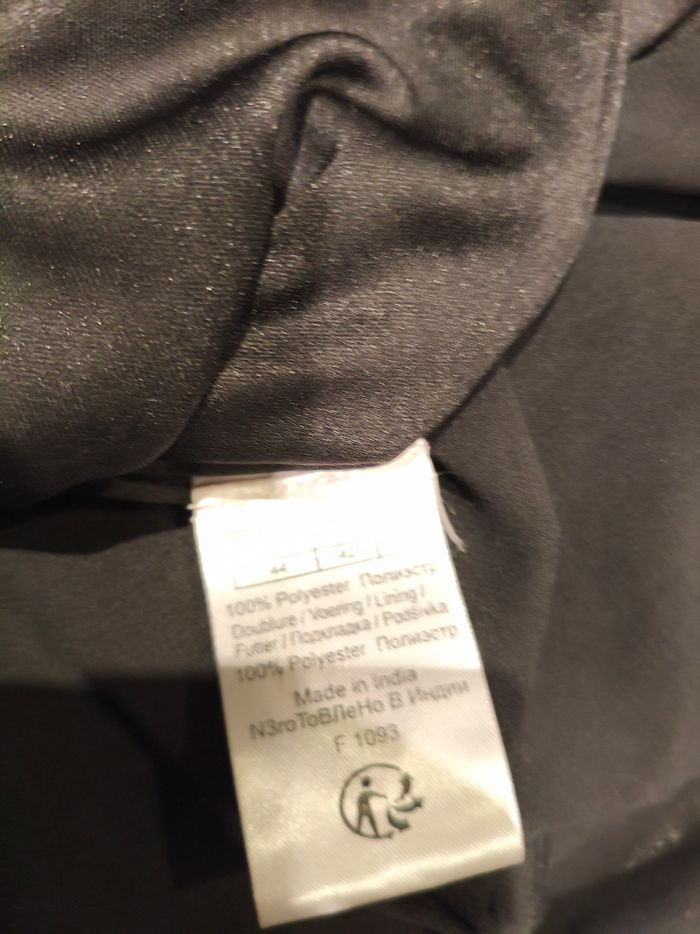 44 42
100% Polyester Полиэстр
Doublure / Voering / Lining /
Futter / Подкладка / Podšívka
100% Polyester Полиэстр
Made in India
N3гоТоВЛеНо В Индии
F 1093